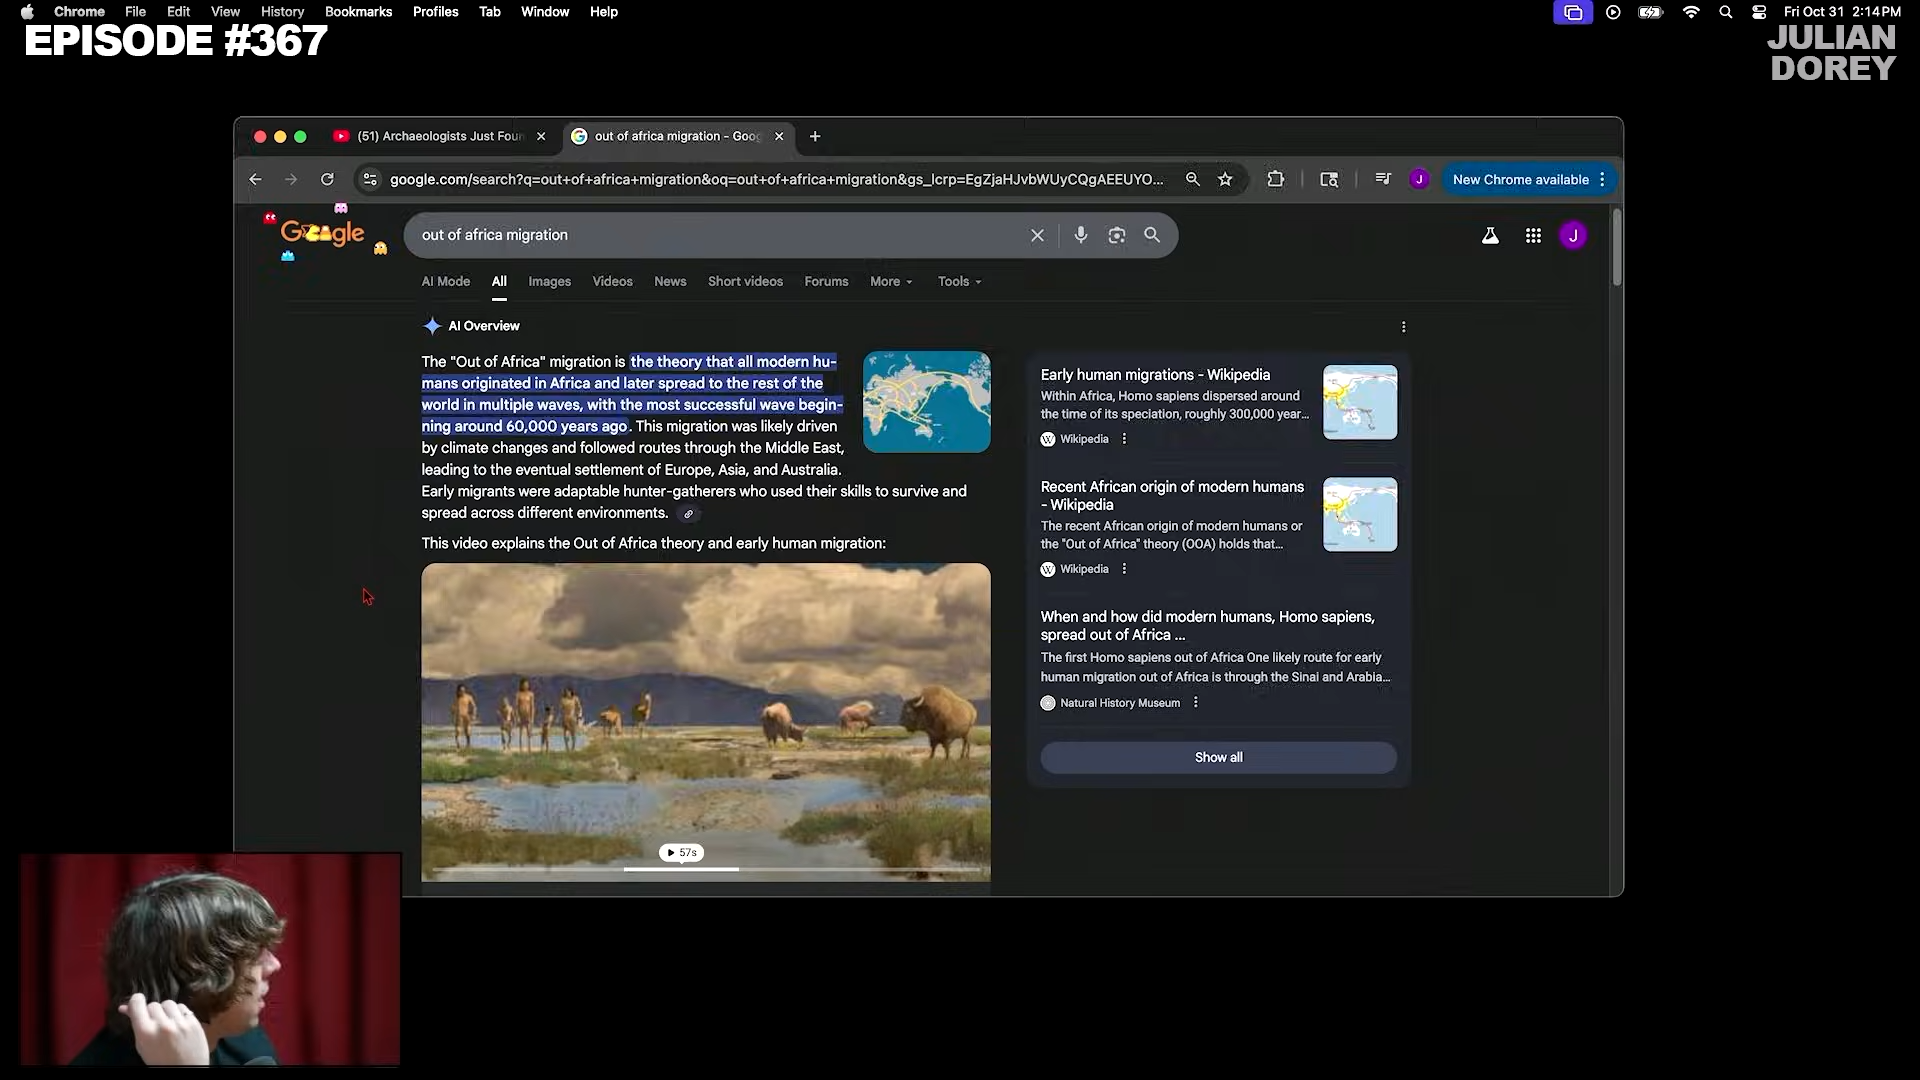 Chrome File Edit View History Bookmarks Profiles Tab Window Help Fri Oct 31 2:14 PM
EPISODE #367
JULIAN
DOREY
(51) Archaeologists Just Foun
out of africa migration - Goog
google.com/search?q=out+of+africa+migration&oq=out+of+africa+migration&gs_lcrp=EgZjaHJvbWUyCQgAEEUYO...
J
New Chrome available
Google
out of africa migration
J
AI Mode All Images Videos News Short videos Forums More Tools
AI Overview
The "Out of Africa" migration is the theory that all modern hu-
mans originated in Africa and later spread to the rest of the
world in multiple waves, with the most successful wave begin-
ning around 60,000 years ago. This migration was likely driven
by climate changes and followed routes through the Middle East,
leading to the eventual settlement of Europe, Asia, and Australia.
Early migrants were adaptable hunter-gatherers who used their skills to survive and
spread across different environments.
This video explains the Out of Africa theory and early human migration:
57s
Early human migrations - Wikipedia
Within Africa, Homo sapiens dispersed around
the time of its speciation, roughly 300,000 year...
W Wikipedia
Recent African origin of modern humans
- Wikipedia
The recent African origin of modern humans or
the "Out of Africa" theory (OOA) holds that...
W Wikipedia
When and how did modern humans, Homo sapiens,
spread out of Africa ...
The first Homo sapiens out of Africa One likely route for early
human migration out of Africa is through the Sinai and Arabia...
Natural History Museum
Show all